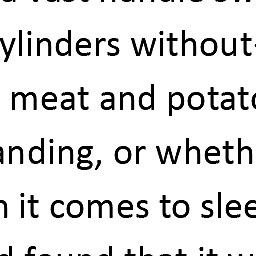 ylinders without-
meat and potato
anding, or wheth
n it comes to slee
d found that it w